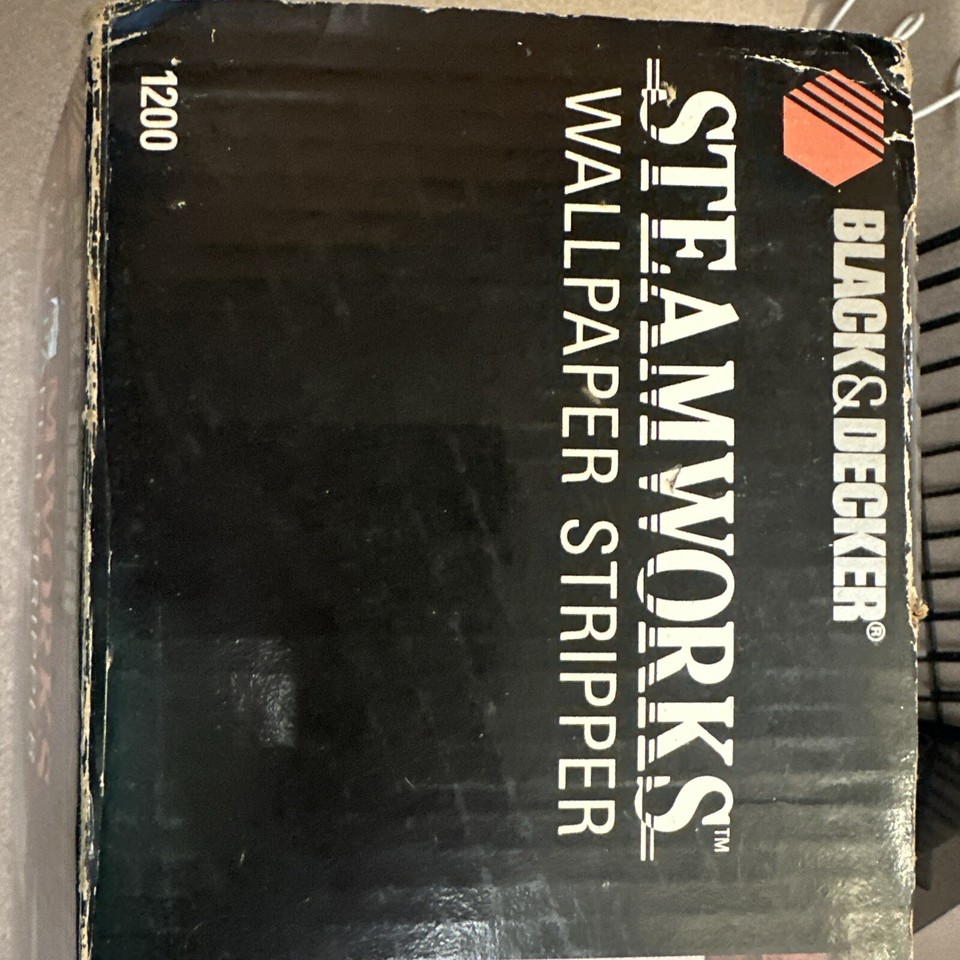 BLACK&DECKER®
STEAMWORKS™
WALLPAPER STRIPPER
1200